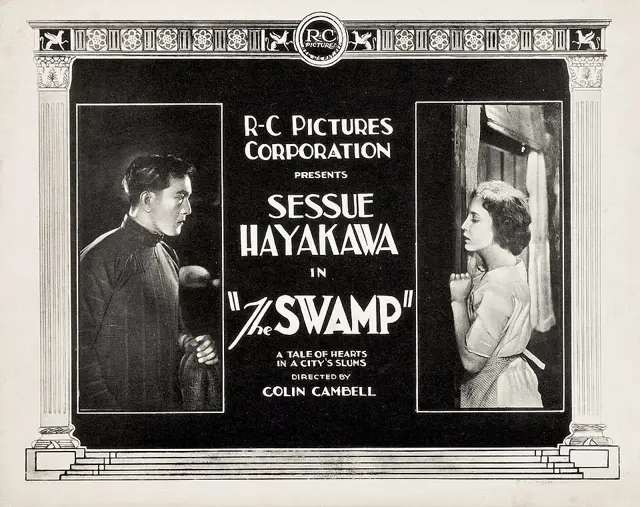 R-C
PICTURES
R-C PICTURES
CORPORATION
PRESENTS
SESSUE
HAYAKAWA
IN
"The SWAMP"
A TALE OF HEARTS
IN A CITY'S SLUMS
DIRECTED BY
COLIN CAMBELL